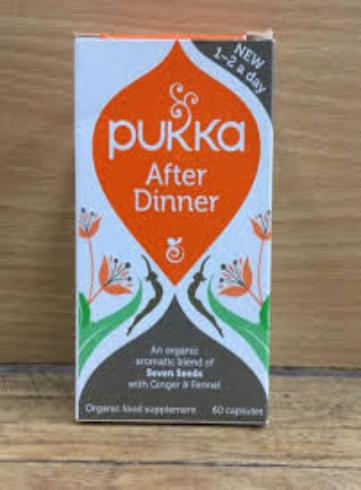 NEW
1-2 a day
pukka
After
Dinner
An organic
aromatic blend of
Seven Seeds
with Ginger & Fennel
Organic food supplement 60 capsules